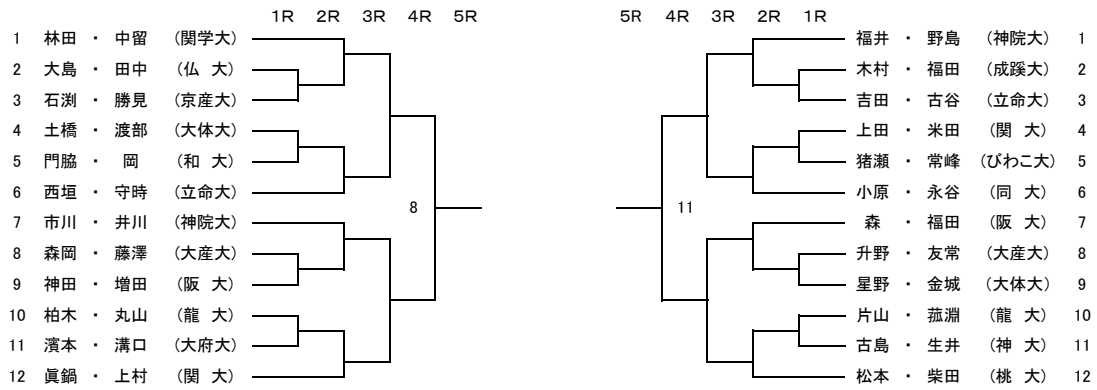 1R 2R 3R 4R 5R 5R 4R 3R 2R 1R
1 林田 ・ 中留 (関学大) 福井 ・ 野島 (神院大) 1
2 大島 ・ 田中 (仏 大) 木村 ・ 福田 (成蹊大) 2
3 石渕 ・ 勝見 (京産大) 吉田 ・ 古谷 (立命大) 3
4 土橋 ・ 渡部 (大体大) 上田 ・ 米田 (関 大) 4
5 門脇 ・ 岡 (和 大) 猪瀬 ・ 常峰 (びわこ大) 5
6 西垣 ・ 守時 (立命大) 小原 ・ 永谷 (同 大) 6
8 11
7 市川 ・ 井川 (神院大) 森 ・ 福田 (阪 大) 7
8 森岡 ・ 藤澤 (大産大) 升野 ・ 友常 (大産大) 8
9 神田 ・ 増田 (阪 大) 星野 ・ 金城 (大体大) 9
10 柏木 ・ 丸山 (龍 大) 片山 ・ 菰淵 (龍 大) 10
11 濱本 ・ 溝口 (大府大) 古島 ・ 生井 (神 大) 11
12 眞鍋 ・ 上村 (関 大) 松本 ・ 柴田 (桃 大) 12